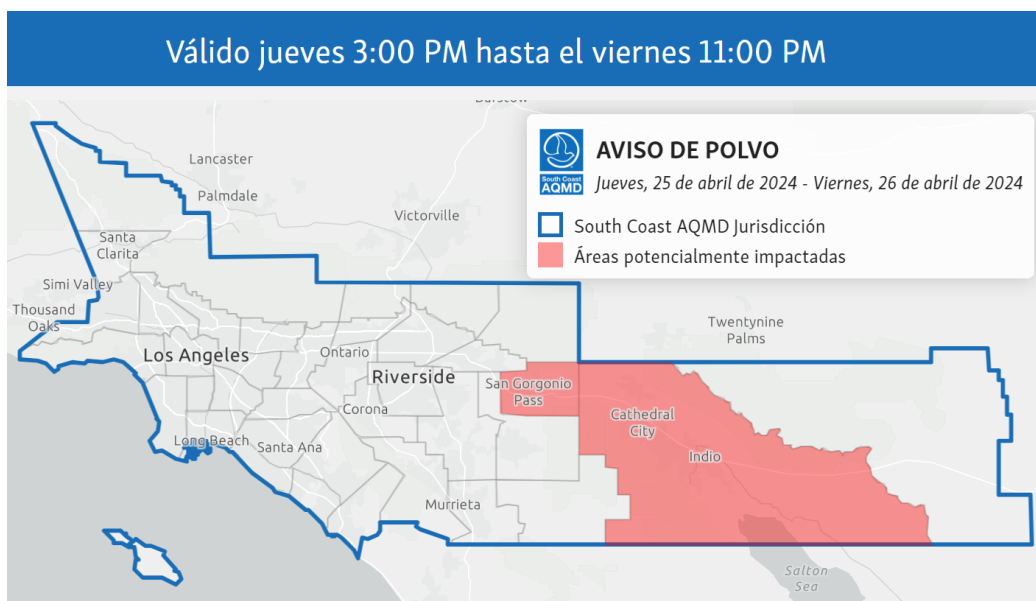 Válido jueves 3:00 PM hasta el viernes 11:00 PM
Barstow
AVISO DE POLVO
South Coast
AQMD
Jueves, 25 de abril de 2024 - Viernes, 26 de abril de 2024
South Coast AQMD Jurisdicción
Áreas potencialmente impactadas
Lancaster
Palmdale
Victorville
Santa
Clarita
Simi Valley
Thousand
Oaks
Twentynine
Palms
Los Angeles
Ontario
Riverside
San Gorgonio
Pass
Corona
Cathedral
City
Long Beach
Santa Ana
Indio
Murrieta
Salton
Sea